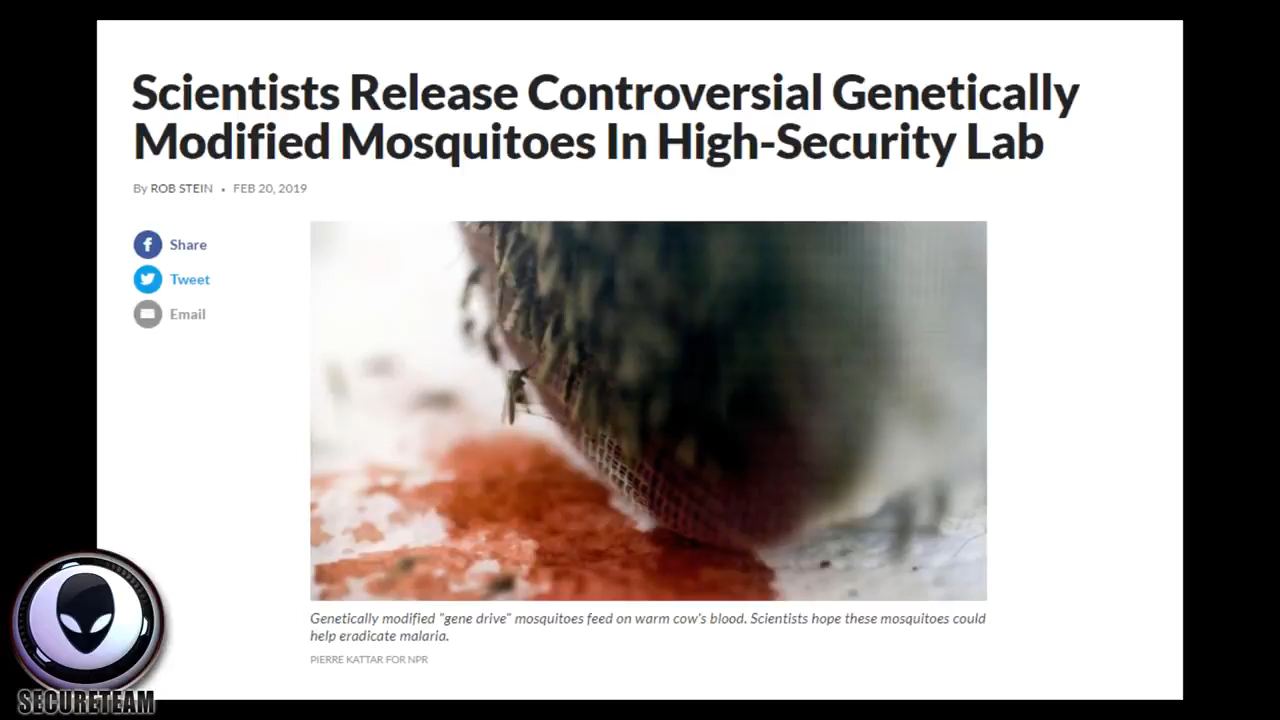 Scientists Release Controversial Genetically
Modified Mosquitoes In High-Security Lab
By ROB STEIN • FEB 20, 2019
f Share
Tweet
Email
Genetically modified "gene drive" mosquitoes feed on warm cow's blood. Scientists hope these mosquitoes could
help eradicate malaria.
PIERRE KATTAR FOR NPR
SECURETEAM